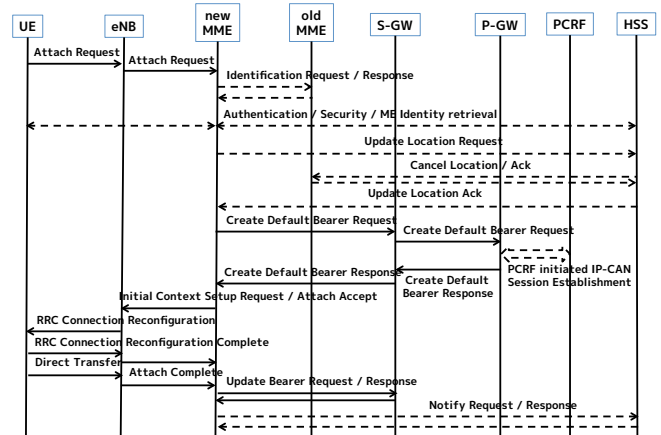 UE
eNB
new
MME
old
MME
S-GW
P-GW
PCRF
HSS
Attach Request
Attach Request
Identification Request / Response
Authentication / Security / ME Identity retrieval
Update Location Request
Cancel Location / Ack
Update Location Ack
Create Default Bearer Request
Create Default Bearer Request
PCRF initiated IP-CAN
Session Establishment
Create Default Bearer Response
Create Default
Bearer Response
Initial Context Setup Request / Attach Accept
RRC Connection Reconfiguration
RRC Connection Reconfiguration Complete
Direct Transfer
Attach Complete
Update Bearer Request / Response
Notify Request / Response